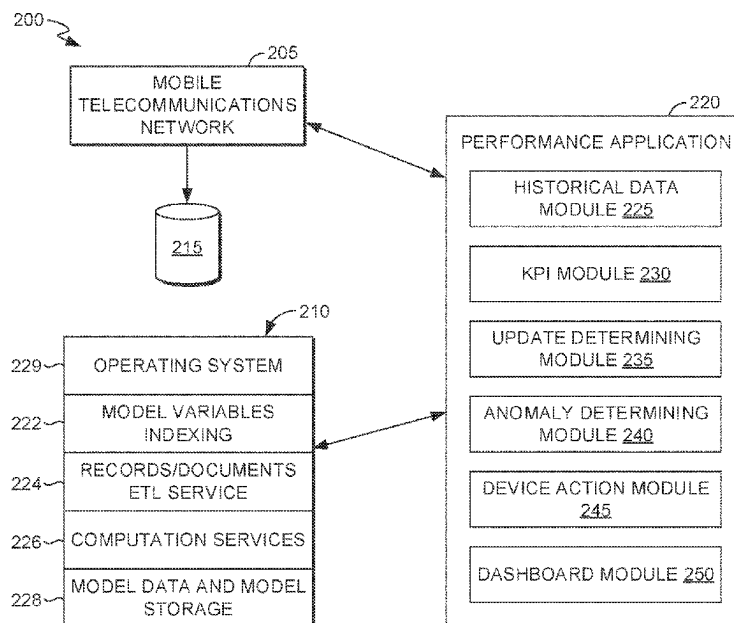 200
205
MOBILE
TELECOMMUNICATIONS
NETWORK
215
210
229
OPERATING SYSTEM
222
MODEL VARIABLES
INDEXING
224
RECORDS/DOCUMENTS
ETL SERVICE
226
COMPUTATION SERVICES
228
MODEL DATA AND MODEL
STORAGE
220
PERFORMANCE APPLICATION
HISTORICAL DATA
MODULE 225
KPI MODULE 230
UPDATE DETERMINING
MODULE 235
ANOMALY DETERMINING
MODULE 240
DEVICE ACTION MODULE
245
DASHBOARD MODULE 250